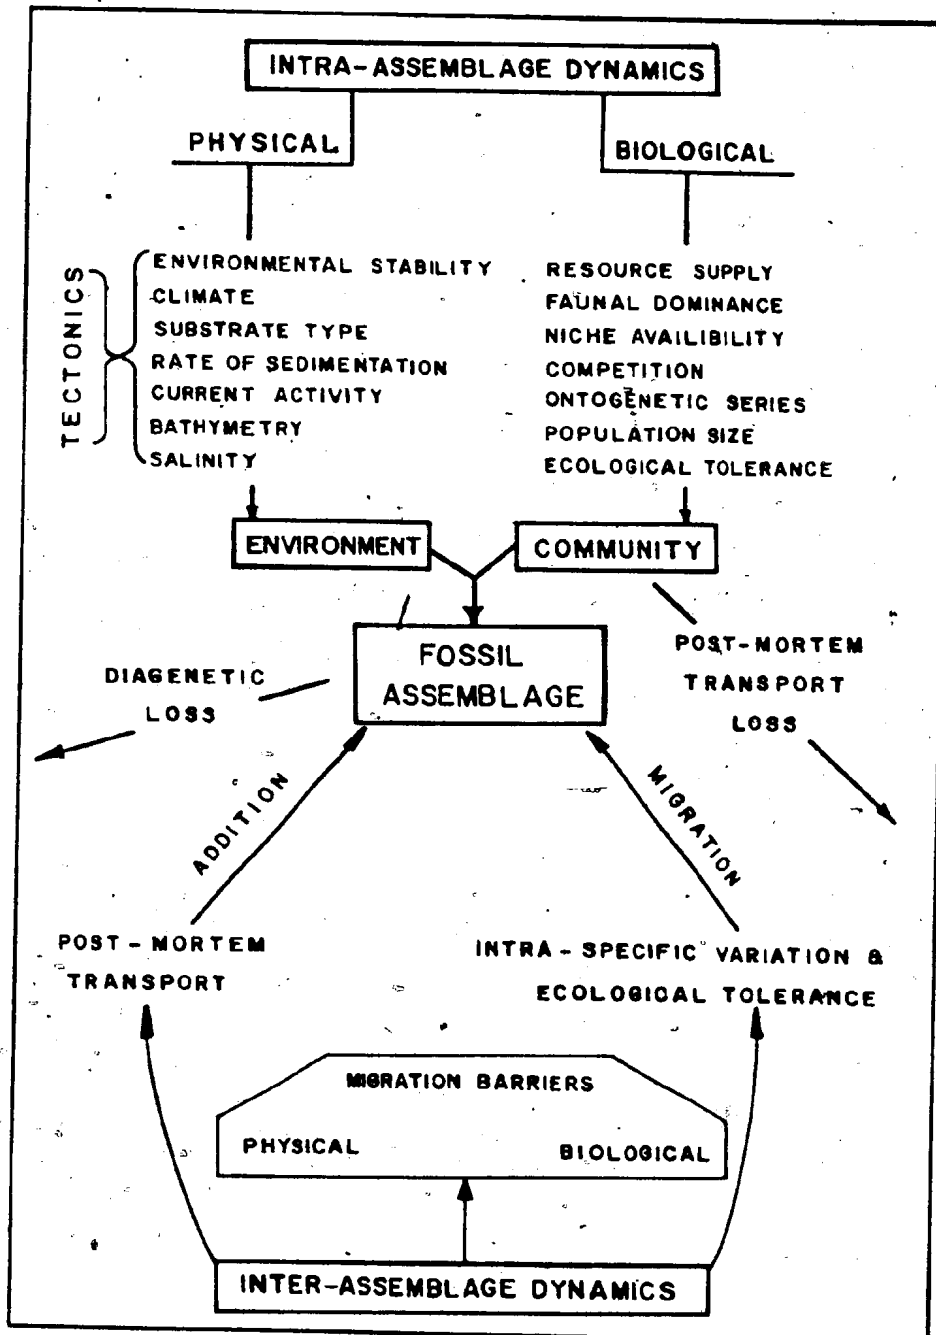 INTRA-ASSEMBLAGE DYNAMICS
PHYSICAL
BIOLOGICAL
TECTONICS
ENVIRONMENTAL STABILITY
CLIMATE
SUBSTRATE TYPE
RATE OF SEDIMENTATION
CURRENT ACTIVITY
BATHYMETRY
SALINITY
RESOURCE SUPPLY
FAUNAL DOMINANCE
NICHE AVAILIBILITY
COMPETITION
ONTOGENETIC SERIES
POPULATION SIZE
ECOLOGICAL TOLERANCE
ENVIRONMENT
COMMUNITY
FOSSIL
ASSEMBLAGE
DIAGENETIC
LOSS
POST-MORTEM
TRANSPORT
LOSS
ADDITION
MIGRATION
POST-MORTEM
TRANSPORT
INTRA-SPECIFIC VARIATION &
ECOLOGICAL TOLERANCE
MIGRATION BARRIERS
PHYSICAL
BIOLOGICAL
INTER-ASSEMBLAGE DYNAMICS